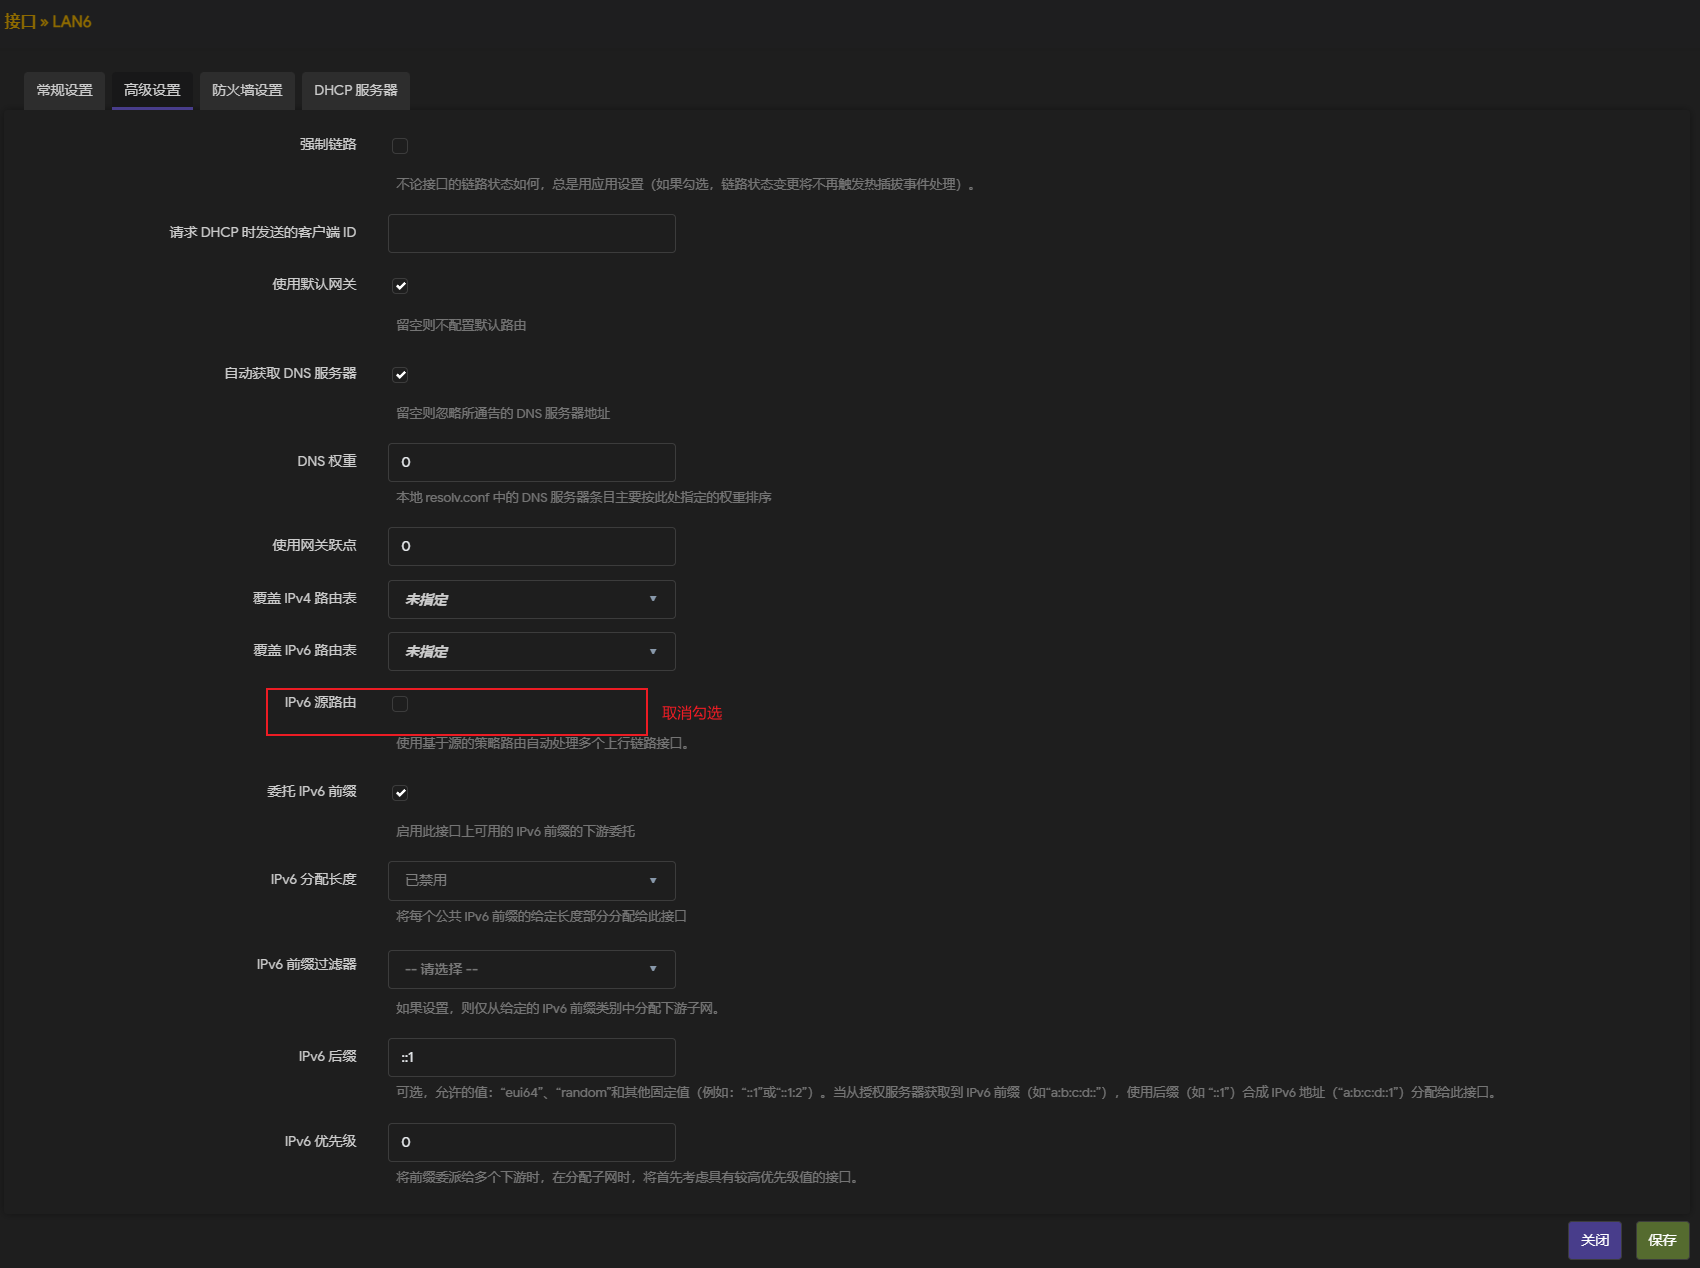 接口 » LAN6
常规设置
高级设置
防火墙设置
DHCP 服务器
强制链路
不论接口的链路状态如何，总是用应用设置（如果勾选，链路状态变更将不再触发热插拔事件处理）。
请求 DHCP 时发送的客户端 ID
使用默认网关
留空则不配置默认路由
自动获取 DNS 服务器
留空则忽略所通告的 DNS 服务器地址
DNS 权重
0
本地 resolv.conf 中的 DNS 服务器条目主要按此处指定的权重排序
使用网关跃点
0
覆盖 IPv4 路由表
未指定
覆盖 IPv6 路由表
未指定
IPv6 源路由
取消勾选
使用基于源的策略路由自动处理多个上行链路接口。
委托 IPv6 前缀
启用此接口上可用的 IPv6 前缀的下游委托
IPv6 分配长度
已禁用
将每个公共 IPv6 前缀的给定长度部分分配给此接口
IPv6 前缀过滤器
-- 请选择 --
如果设置，则仅从给定的 IPv6 前缀类别中分配下游子网。
IPv6 后缀
::1
可选，允许的值：“eui64”、“random”和其他固定值（例如：“::1”或“::1:2”）。当从授权服务器获取到 IPv6 前缀（如“a:b:c:d::”），使用后缀（如 “::1”）合成 IPv6 地址（“a:b:c:d::1”）分配给此接口。
IPv6 优先级
0
将前缀委派给多个下游时，在分配子网时，将首先考虑具有较高优先级值的接口。
关闭
保存